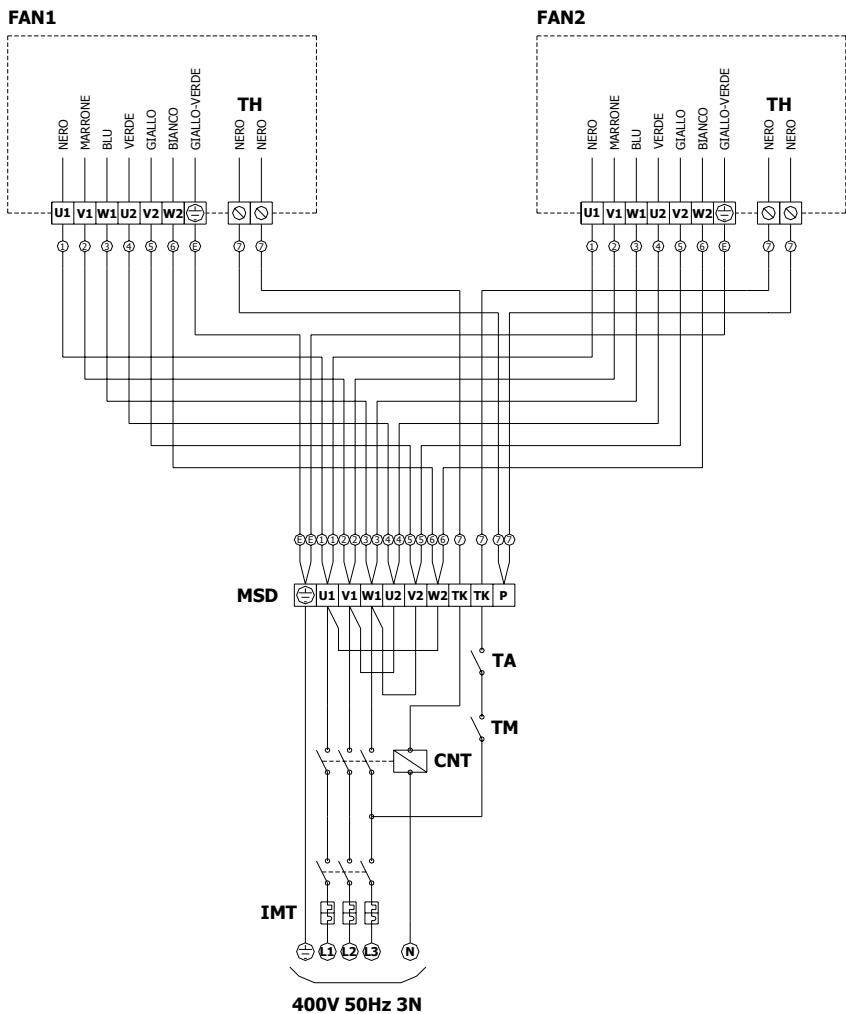 FAN1 FAN2
NERO MARRONE BLU VERDE GIALLO BIANCO GIALLO-VERDE TH NERO NERO
NERO MARRONE BLU VERDE GIALLO BIANCO GIALLO-VERDE TH NERO NERO
U1 V1 W1 U2 V2 W2
U1 V1 W1 U2 V2 W2
1 2 3 4 5 6 E 7 7
1 2 3 4 5 6 E 7 7
E E 1 1 2 2 3 3 4 4 5 5 6 6 7 7 7 7
MSD U1 V1 W1 U2 V2 W2 TK TK P
TA
TM
CNT
IMT
L1 L2 L3 N
400V 50Hz 3N